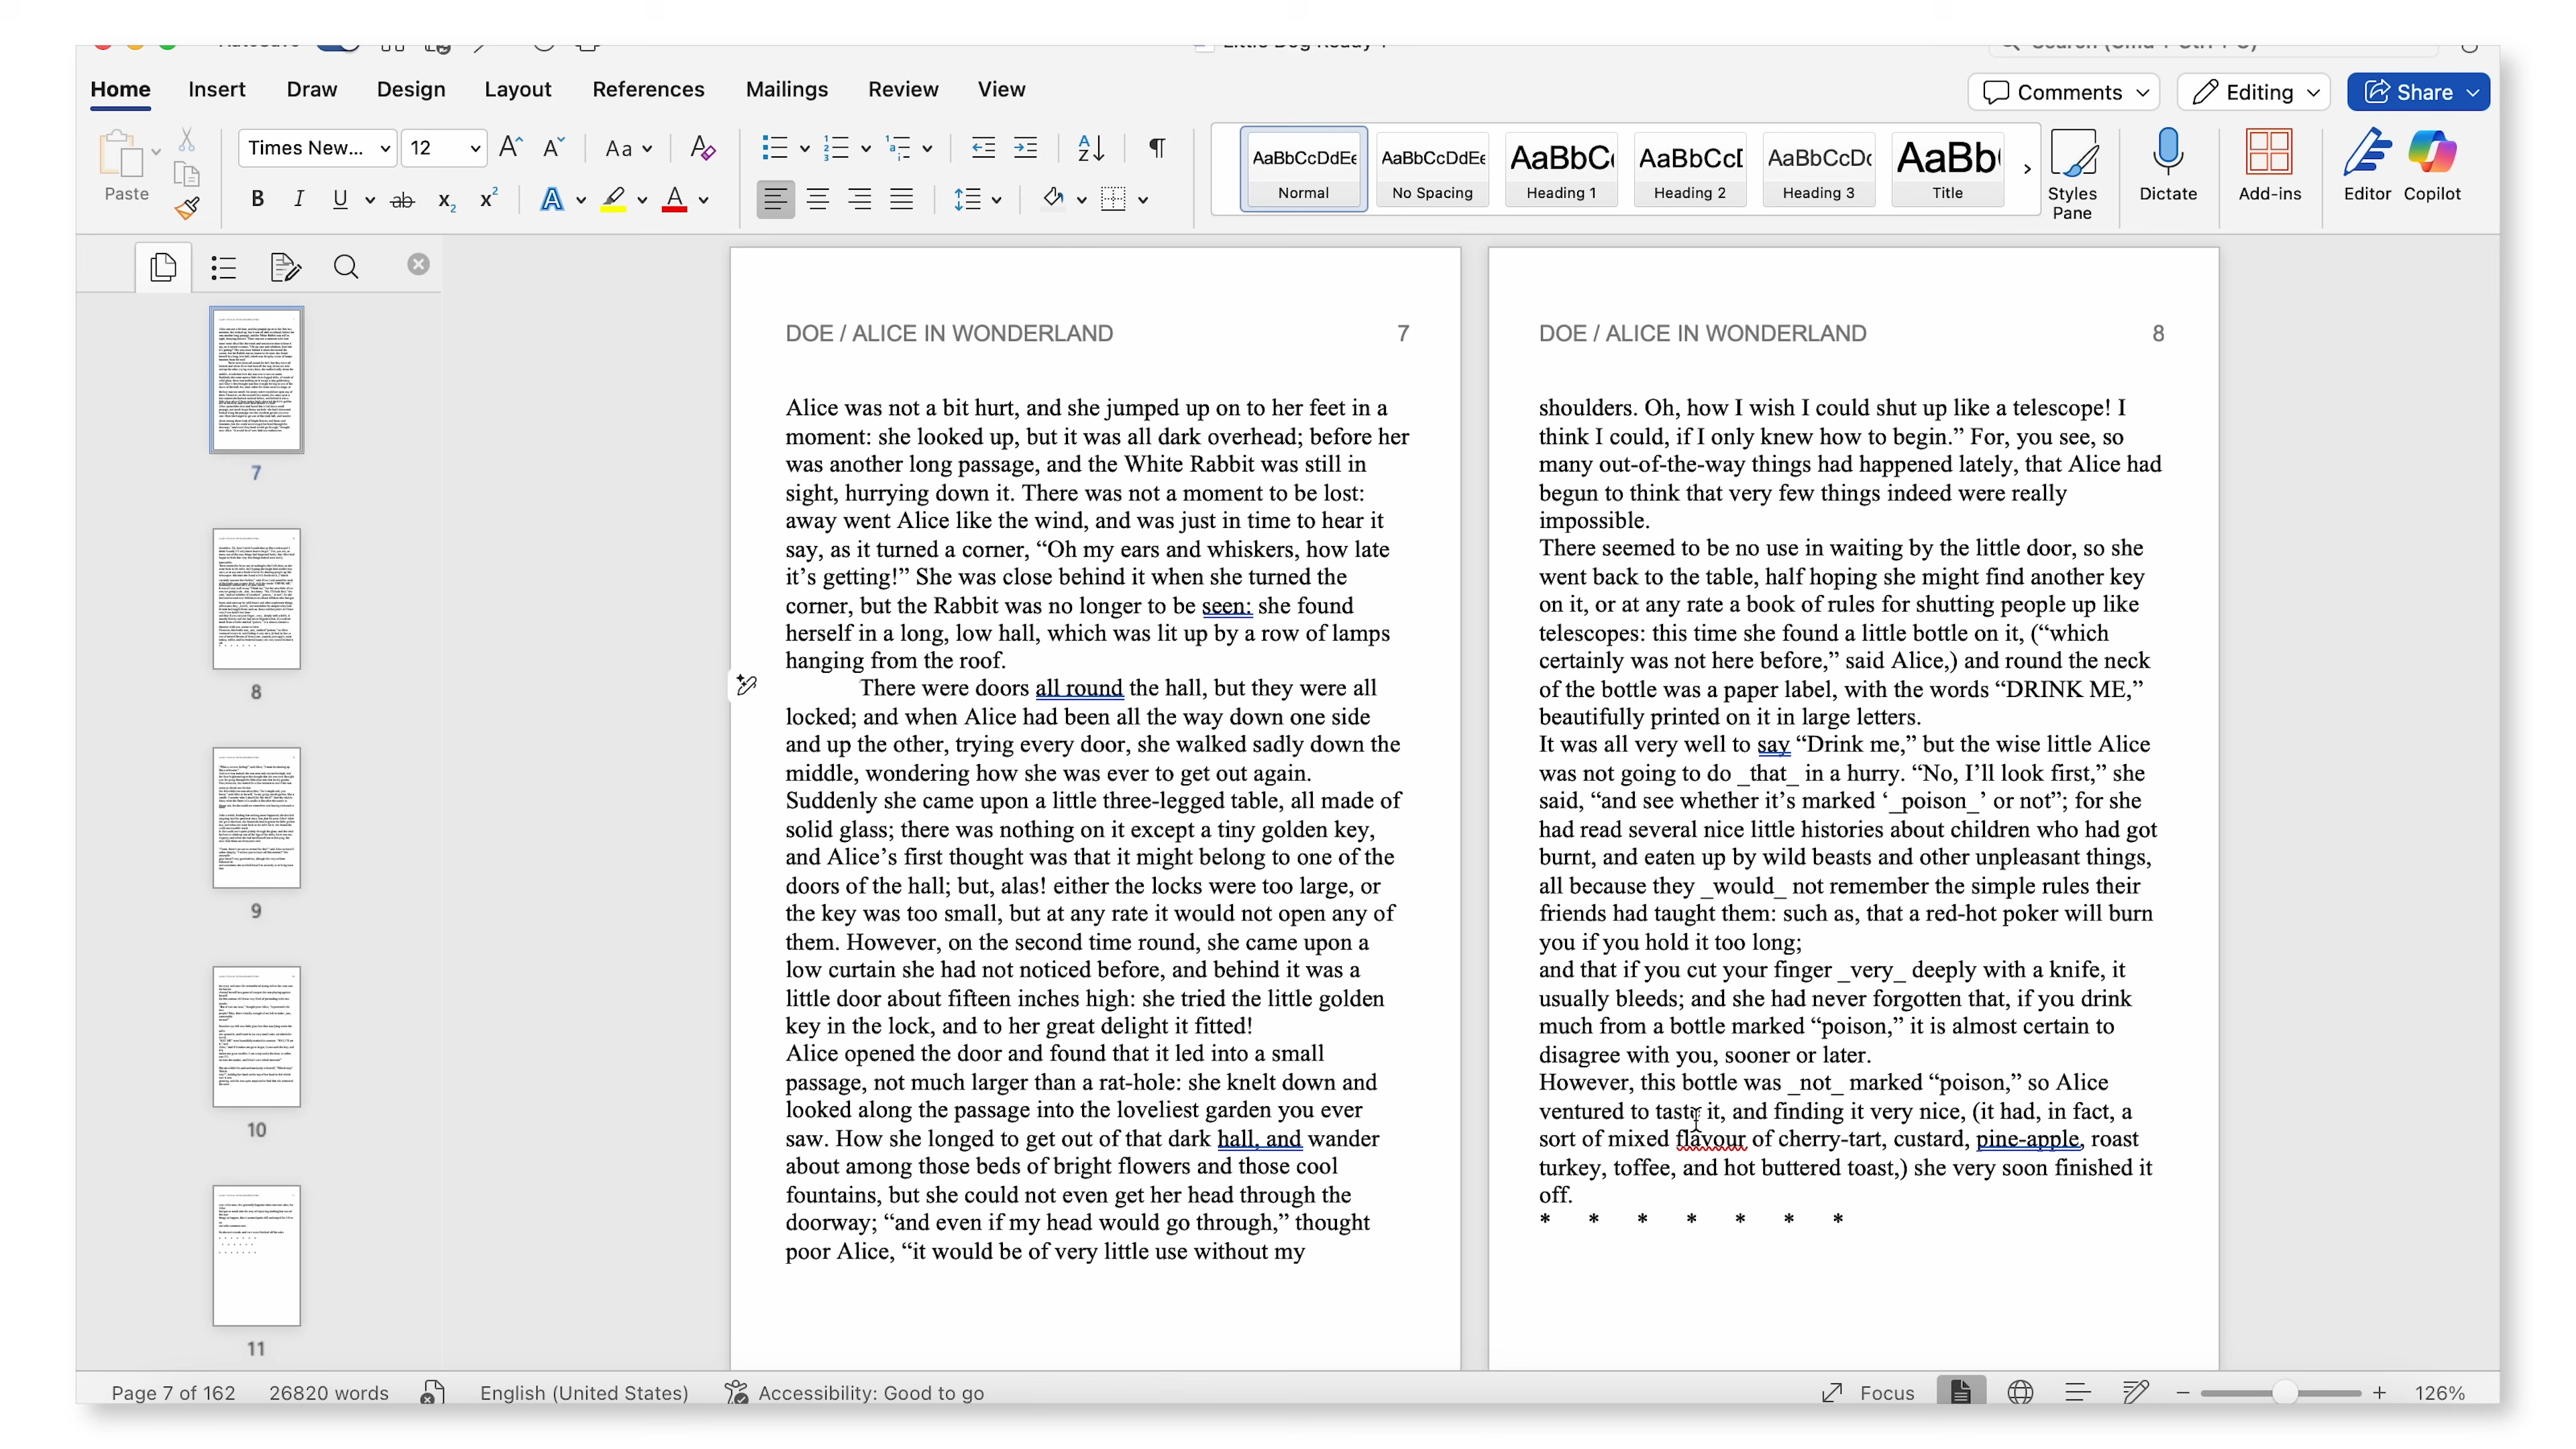 Home Insert Draw Design Layout References Mailings Review View Comments Editing Share
Times New... 12
Paste
AaBbCcDdEe AaBbCcDdEe AaBbC AaBbCcD AaBbCcDc AaBb
Normal No Spacing Heading 1 Heading 2 Heading 3 Title
Styles Pane Dictate Add-ins Editor Copilot
7
8
9
10
11
DOE / ALICE IN WONDERLAND 7
Alice was not a bit hurt, and she jumped up on to her feet in a
moment: she looked up, but it was all dark overhead; before her
was another long passage, and the White Rabbit was still in
sight, hurrying down it. There was not a moment to be lost:
away went Alice like the wind, and was just in time to hear it
say, as it turned a corner, “Oh my ears and whiskers, how late
it’s getting!” She was close behind it when she turned the
corner, but the Rabbit was no longer to be seen: she found
herself in a long, low hall, which was lit up by a row of lamps
hanging from the roof.
There were doors all round the hall, but they were all
locked; and when Alice had been all the way down one side
and up the other, trying every door, she walked sadly down the
middle, wondering how she was ever to get out again.
Suddenly she came upon a little three-legged table, all made of
solid glass; there was nothing on it except a tiny golden key,
and Alice’s first thought was that it might belong to one of the
doors of the hall; but, alas! either the locks were too large, or
the key was too small, but at any rate it would not open any of
them. However, on the second time round, she came upon a
low curtain she had not noticed before, and behind it was a
little door about fifteen inches high: she tried the little golden
key in the lock, and to her great delight it fitted!
Alice opened the door and found that it led into a small
passage, not much larger than a rat-hole: she knelt down and
looked along the passage into the loveliest garden you ever
saw. How she longed to get out of that dark hall, and wander
about among those beds of bright flowers and those cool
fountains, but she could not even get her head through the
doorway; “and even if my head would go through,” thought
poor Alice, “it would be of very little use without my
DOE / ALICE IN WONDERLAND 8
shoulders. Oh, how I wish I could shut up like a telescope! I
think I could, if I only knew how to begin.” For, you see, so
many out-of-the-way things had happened lately, that Alice had
begun to think that very few things indeed were really
impossible.
There seemed to be no use in waiting by the little door, so she
went back to the table, half hoping she might find another key
on it, or at any rate a book of rules for shutting people up like
telescopes: this time she found a little bottle on it, (“which
certainly was not here before,” said Alice,) and round the neck
of the bottle was a paper label, with the words “DRINK ME,”
beautifully printed on it in large letters.
It was all very well to say “Drink me,” but the wise little Alice
was not going to do _that_ in a hurry. “No, I’ll look first,” she
said, “and see whether it’s marked ‘_poison_’ or not”; for she
had read several nice little histories about children who had got
burnt, and eaten up by wild beasts and other unpleasant things,
all because they _would_ not remember the simple rules their
friends had taught them: such as, that a red-hot poker will burn
you if you hold it too long;
and that if you cut your finger _very_ deeply with a knife, it
usually bleeds; and she had never forgotten that, if you drink
much from a bottle marked “poison,” it is almost certain to
disagree with you, sooner or later.
However, this bottle was _not_ marked “poison,” so Alice
ventured to taste it, and finding it very nice, (it had, in fact, a
sort of mixed flavour of cherry-tart, custard, pine-apple, roast
turkey, toffee, and hot buttered toast,) she very soon finished it
off.
* * * * * * *
Page 7 of 162 26820 words English (United States) Accessibility: Good to go Focus 126%